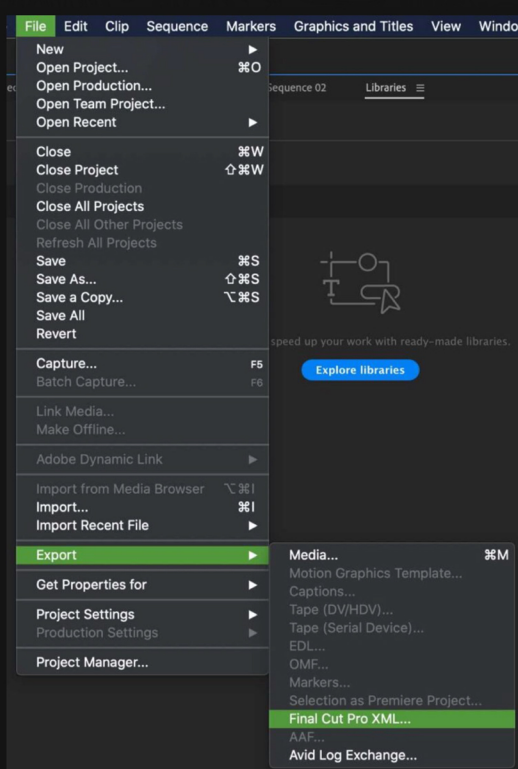 File Edit Clip Sequence Markers Graphics and Titles View Windo
New
Open Project... ⌘O
Open Production...
Open Team Project...
Open Recent
Sequence 02 Libraries
Close ⌘W
Close Project ⇧⌘W
Close Production
Close All Projects
Close All Other Projects
Refresh All Projects
Save ⌘S
Save As... ⇧⌘S
Save a Copy... ⌥⌘S
Save All
Revert
speed up your work with ready-made libraries.
Capture... F5
Explore libraries
Batch Capture... F6
Link Media...
Make Offline...
Adobe Dynamic Link
Import from Media Browser ⌥⌘I
Import... ⌘I
Import Recent File
Export
Get Properties for
Project Settings
Production Settings
Project Manager...
Media... ⌘M
Motion Graphics Template...
Captions...
Tape (DV/HDV)...
Tape (Serial Device)...
EDL...
OMF...
Markers...
Selection as Premiere Project...
Final Cut Pro XML...
AAF...
Avid Log Exchange...